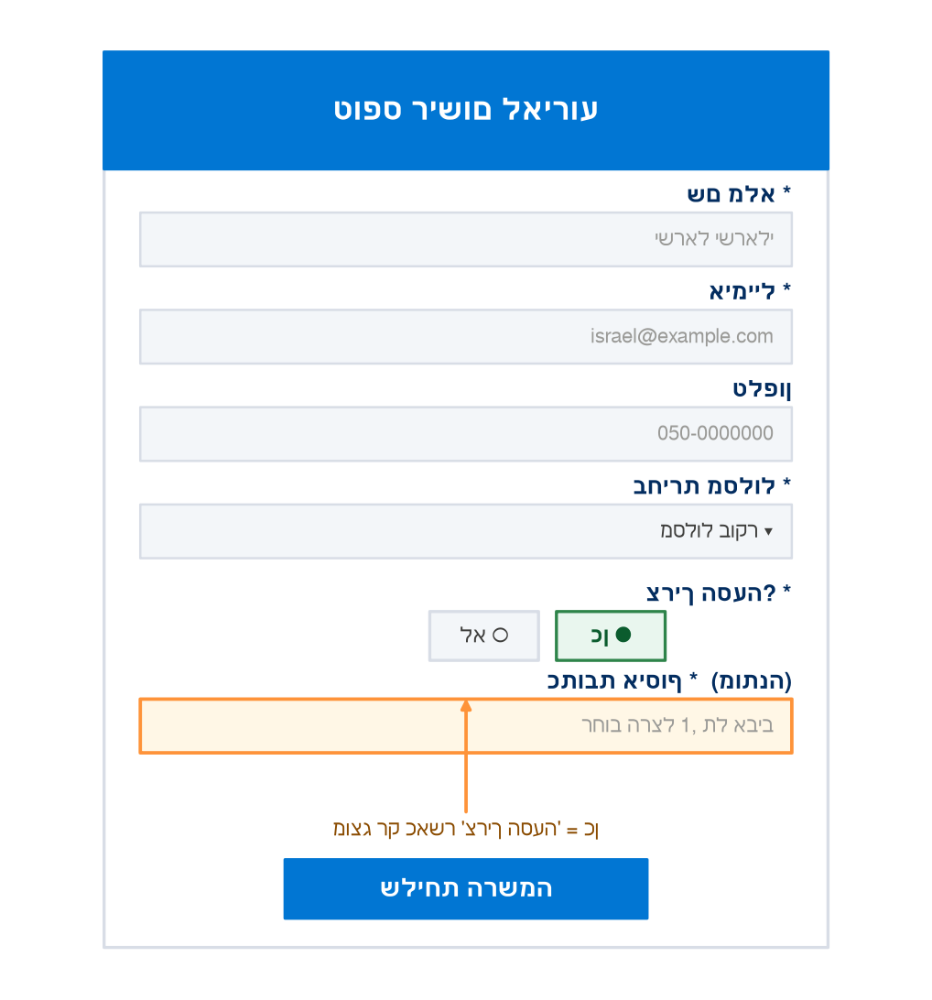 טופס רישום לאירוע
שם מלא *
ישראל ישראלי
אימייל *
israel@example.com
טלפון
050-0000000
בחירת מסלול *
מסלול בוקר ▾
צריך הסעה? *
כן ● לא ○
כתובת איסוף * (מותנה)
רחוב הרצל 1, תל אביב
מוצג רק כאשר 'צריך הסעה' = כן
שליחת הרשמה